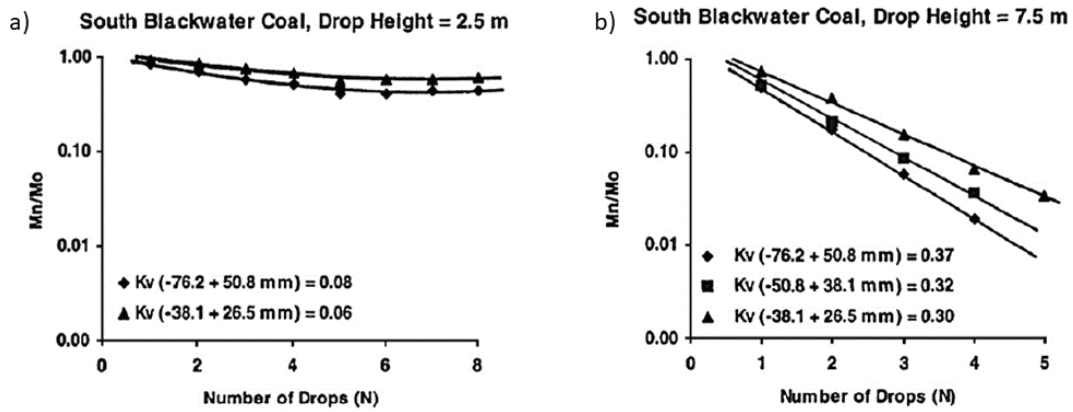 a)
South Blackwater Coal, Drop Height = 2.5 m
1.00
0.10
0.01
0.00
Mn/Mo
Kv (-76.2 + 50.8 mm) = 0.08
Kv (-38.1 + 26.5 mm) = 0.06
0 2 4 6 8
Number of Drops (N)
b)
South Blackwater Coal, Drop Height = 7.5 m
1.00
0.10
0.01
0.00
Mn/Mo
Kv (-76.2 + 50.8 mm) = 0.37
Kv (-50.8 + 38.1 mm) = 0.32
Kv (-38.1 + 26.5 mm) = 0.30
0 1 2 3 4 5
Number of Drops (N)